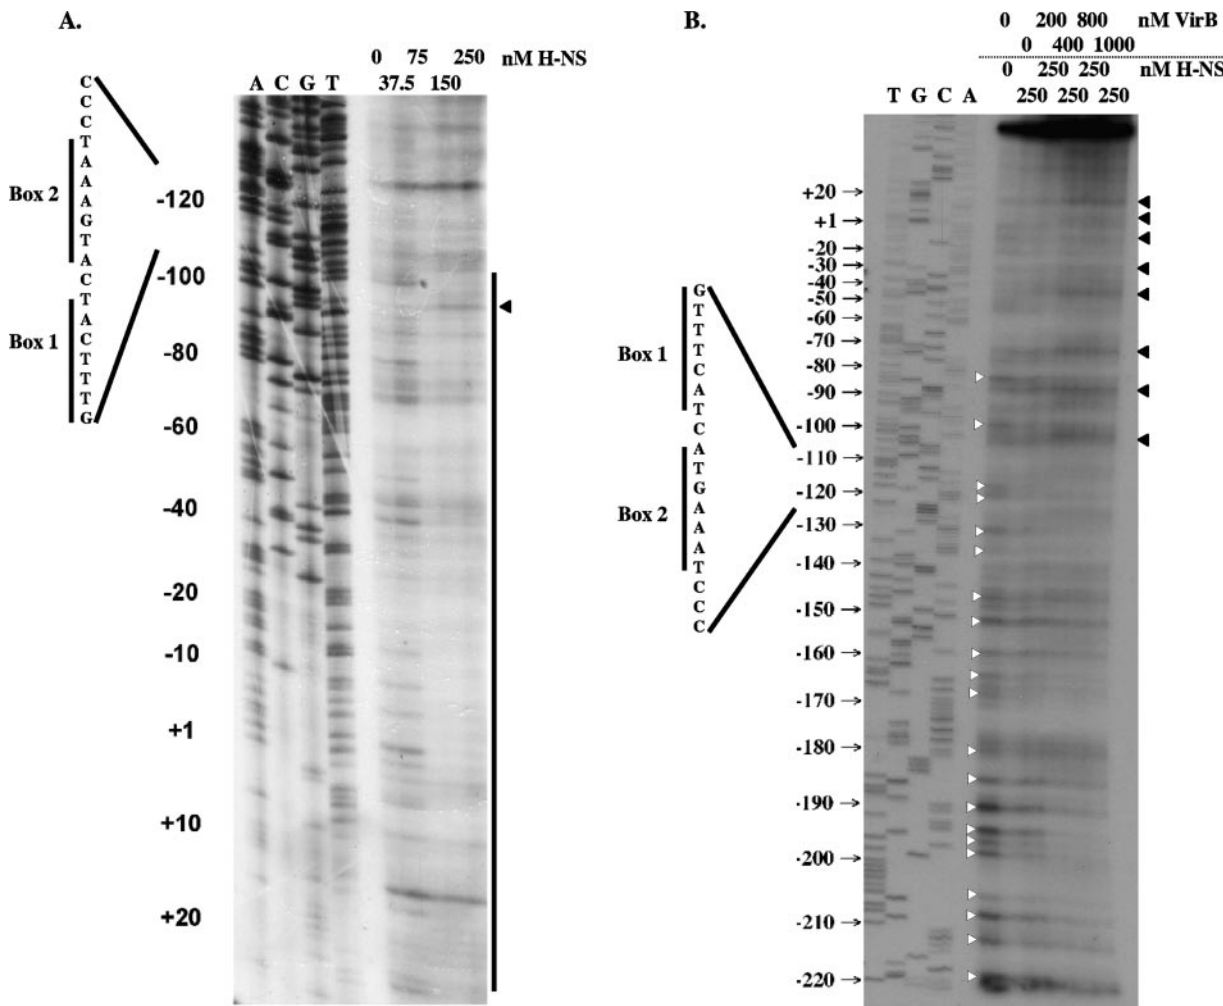 A.
0 75 250 nM H-NS
37.5 150
A C G T
C
C
C
T
A
A
A
G
T
A
C
T
A
C
T
T
T
G
Box 2
Box 1
-120
-100
-80
-60
-40
-20
-10
+1
+10
+20
B.
0 200 800 nM VirB
0 400 1000
0 250 250 nM H-NS
250 250 250
T G C A
G
T
T
T
C
A
T
C
A
T
G
A
A
A
T
C
C
C
Box 1
Box 2
+20
+1
-20
-30
-40
-50
-60
-70
-80
-90
-100
-110
-120
-130
-140
-150
-160
-170
-180
-190
-200
-210
-220